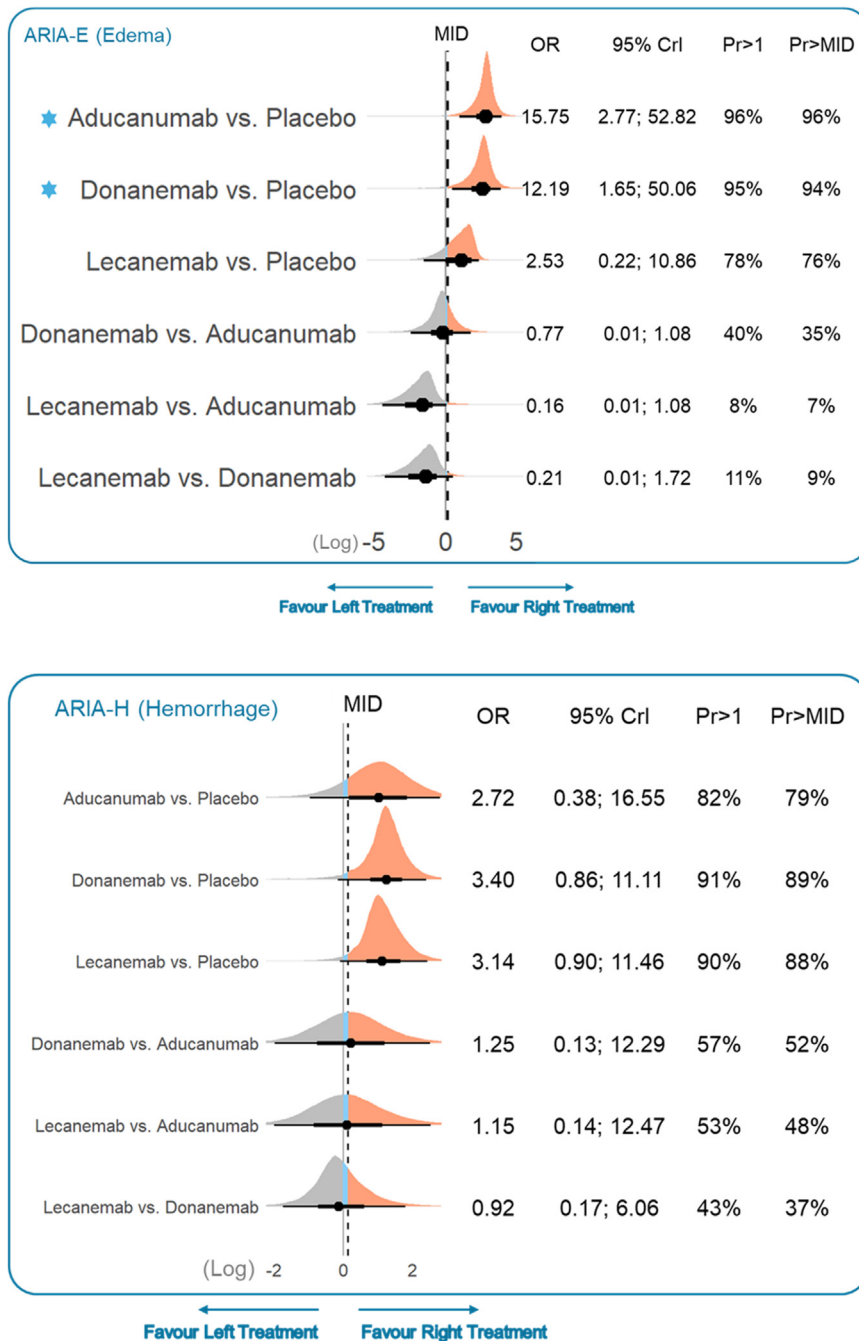 ARIA-E (Edema) MID OR 95% CrI Pr>1 Pr>MID
Aducanumab vs. Placebo 15.75 2.77; 52.82 96% 96%
Donanemab vs. Placebo 12.19 1.65; 50.06 95% 94%
Lecanemab vs. Placebo 2.53 0.22; 10.86 78% 76%
Donanemab vs. Aducanumab 0.77 0.01; 1.08 40% 35%
Lecanemab vs. Aducanumab 0.16 0.01; 1.08 8% 7%
Lecanemab vs. Donanemab 0.21 0.01; 1.72 11% 9%
(Log) -5 0 5
Favour Left Treatment Favour Right Treatment
ARIA-H (Hemorrhage) MID OR 95% CrI Pr>1 Pr>MID
Aducanumab vs. Placebo 2.72 0.38; 16.55 82% 79%
Donanemab vs. Placebo 3.40 0.86; 11.11 91% 89%
Lecanemab vs. Placebo 3.14 0.90; 11.46 90% 88%
Donanemab vs. Aducanumab 1.25 0.13; 12.29 57% 52%
Lecanemab vs. Aducanumab 1.15 0.14; 12.47 53% 48%
Lecanemab vs. Donanemab 0.92 0.17; 6.06 43% 37%
(Log) -2 0 2
Favour Left Treatment Favour Right Treatment